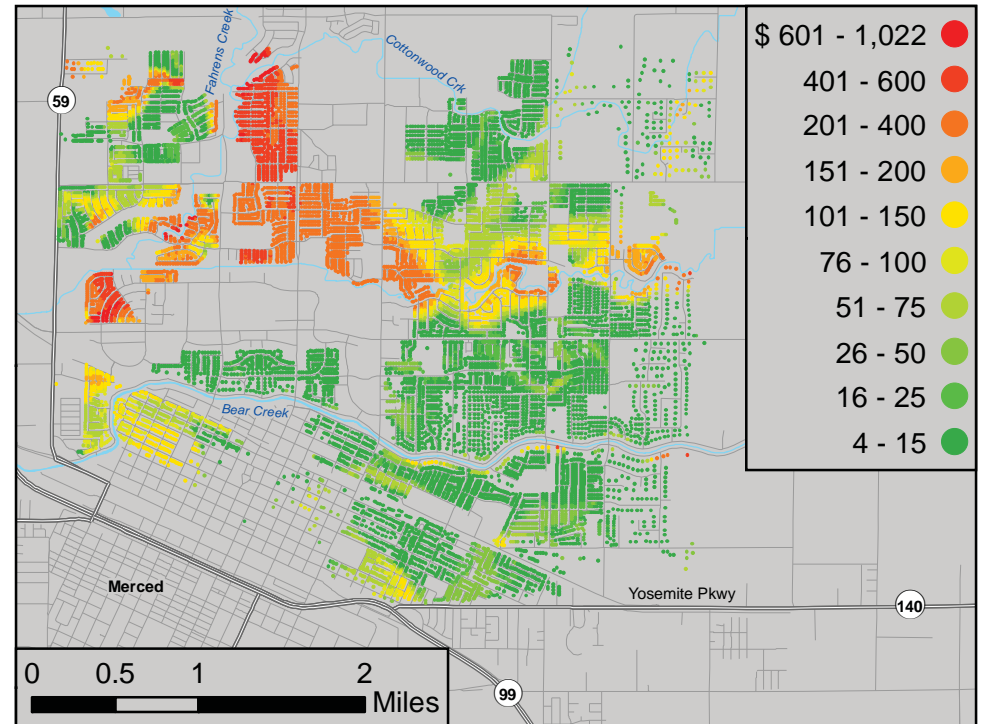 $ 601 - 1,022
401 - 600
201 - 400
151 - 200
101 - 150
76 - 100
51 - 75
26 - 50
16 - 25
4 - 15
Fahrens Creek
Cottonwood Crk
59
Bear Creek
Merced
Yosemite Pkwy
140
99
0 0.5 1 2
Miles